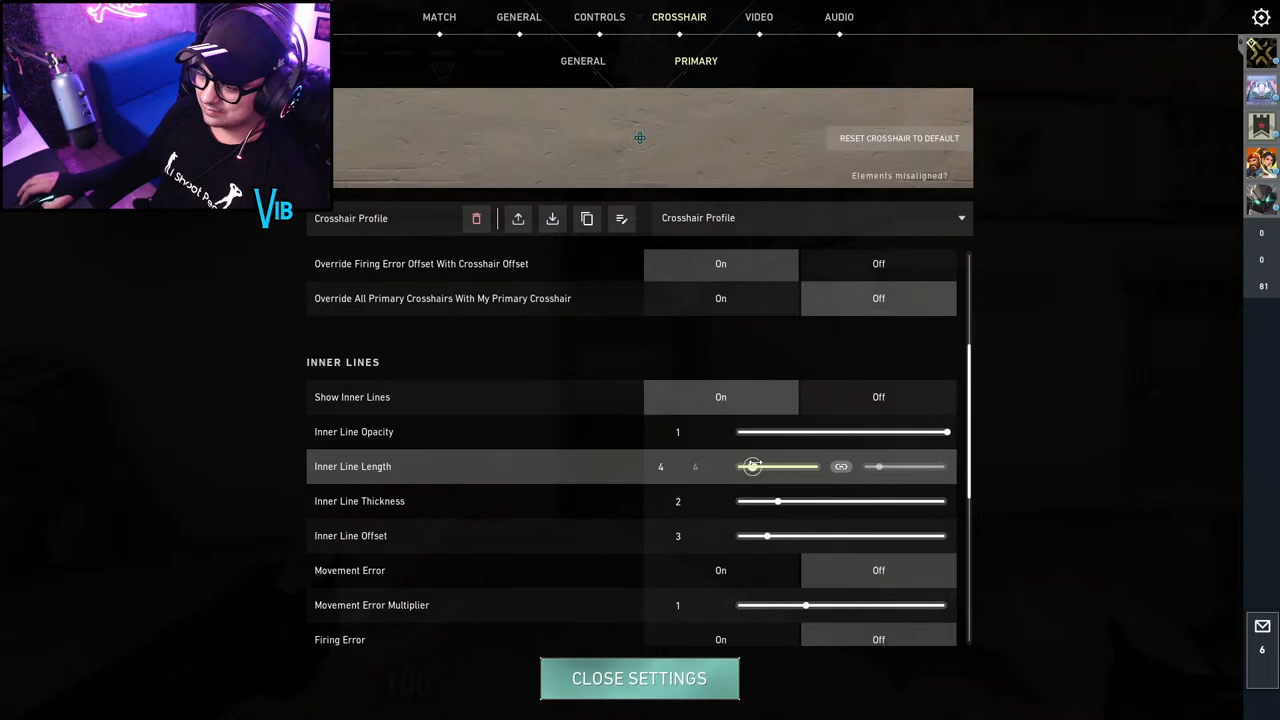 MATCH GENERAL CONTROLS CROSSHAIR VIDEO AUDIO
GENERAL PRIMARY
RESET CROSSHAIR TO DEFAULT
Elements misaligned?
I Shoot
VIB
Crosshair Profile Crosshair Profile
Override Firing Error Offset With Crosshair Offset On Off
Override All Primary Crosshairs With My Primary Crosshair On Off
INNER LINES
Show Inner Lines On Off
Inner Line Opacity 1
Inner Line Length 4 4
Inner Line Thickness 2
Inner Line Offset 3
Movement Error On Off
Movement Error Multiplier 1
Firing Error On Off
CLOSE SETTINGS
0
0
81
6